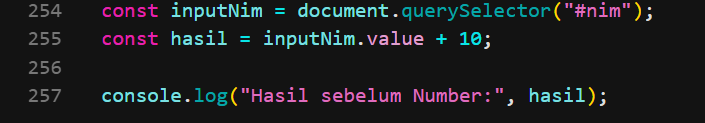 254 const inputNim = document.querySelector("#nim");
255 const hasil = inputNim.value + 10;
256
257 console.log("Hasil sebelum Number:", hasil);